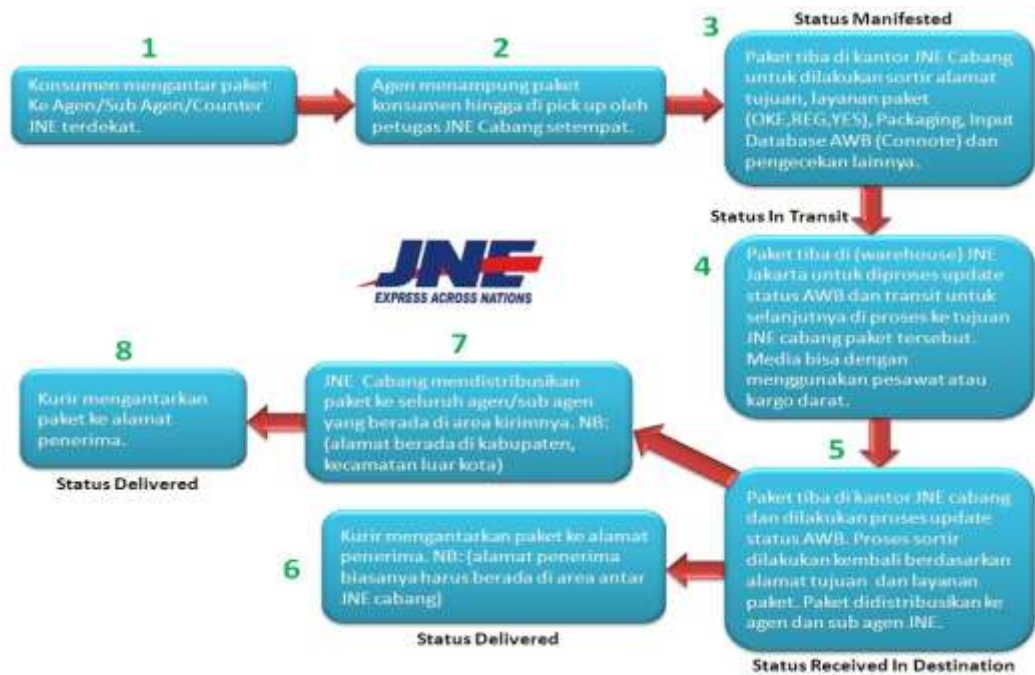 1
Konsumen mengantar paket
Ke Agen/Sub Agen/Counter
JNE terdekat.
2
Agen menampung paket
konsumen hingga di pick up oleh
petugas JNE Cabang setempat.
Status Manifested
3
Paket tiba di kantor JNE Cabang
untuk dilakukan sortir alamat
tujuan, layanan paket
(OKE,REG,YES), Packaging, Input
Database AWB (Connote) dan
pengecekan lainnya.
Status In Transit
4
Paket tiba di (warehouse) JNE
Jakarta untuk diproses update
status AWB dan transit untuk
selanjutnya di proses ke tujuan
JNE cabang paket tersebut.
Media bisa dengan
menggunakan pesawat atau
kargo darat.
JNE
EXPRESS ACROSS NATIONS
5
Paket tiba di kantor JNE cabang
dan dilakukan proses update
status AWB. Proses sortir
dilakukan kembali berdasarkan
alamat tujuan dan layanan
paket. Paket didistribusikan ke
agen dan sub agen JNE.
Status Received In Destination
6
Kurir mengantarkan paket ke alamat
penerima. NB: (alamat penerima
biasanya harus berada di area antar
JNE cabang)
Status Delivered
7
JNE Cabang mendistribusikan
paket ke seluruh agen/sub agen
yang berada di area kirimnya. NB:
(alamat berada di kabupaten,
kecamatan luar kota)
8
Kurir mengantarkan
paket ke alamat
penerima.
Status Delivered